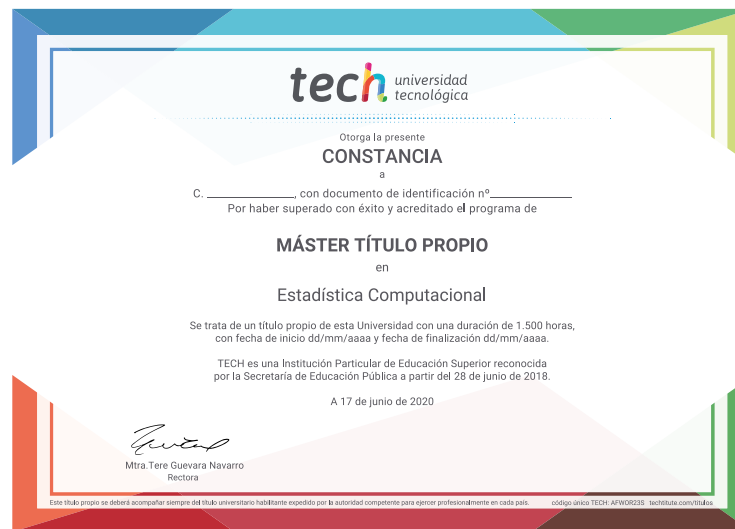 tech universidad
tecnológica
Otorga la presente
CONSTANCIA
a
C. ______________, con documento de identificación nº_____________
Por haber superado con éxito y acreditado el programa de
MÁSTER TÍTULO PROPIO
en
Estadística Computacional
Se trata de un título propio de esta Universidad con una duración de 1.500 horas,
con fecha de inicio dd/mm/aaaa y fecha de finalización dd/mm/aaaa.
TECH es una Institución Particular de Educación Superior reconocida
por la Secretaría de Educación Pública a partir del 28 de junio de 2018.
A 17 de junio de 2020
Mtra.Tere Guevara Navarro
Rectora
Este título propio se deberá acompañar siempre del título universitario habilitante expedido por la autoridad competente para ejercer profesionalmente en cada país. código único TECH: AFWOR23S techtitute.com/títulos